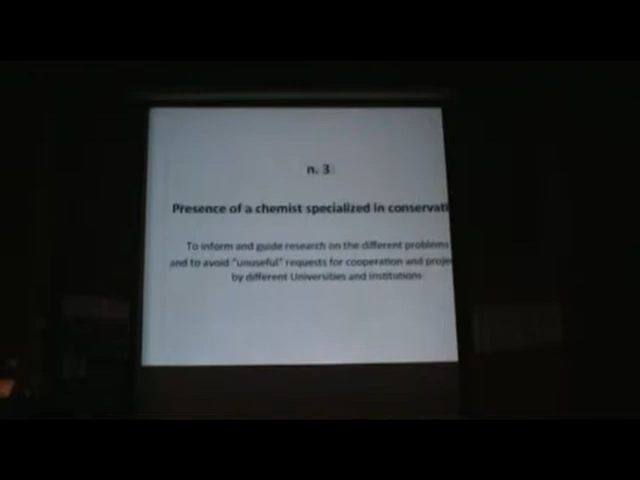 n. 3
Presence of a chemist specialized in conservati
To inform and guide research on the different problems
and to avoid "unuseful" requests for cooperation and proje
by different Universities and institutions